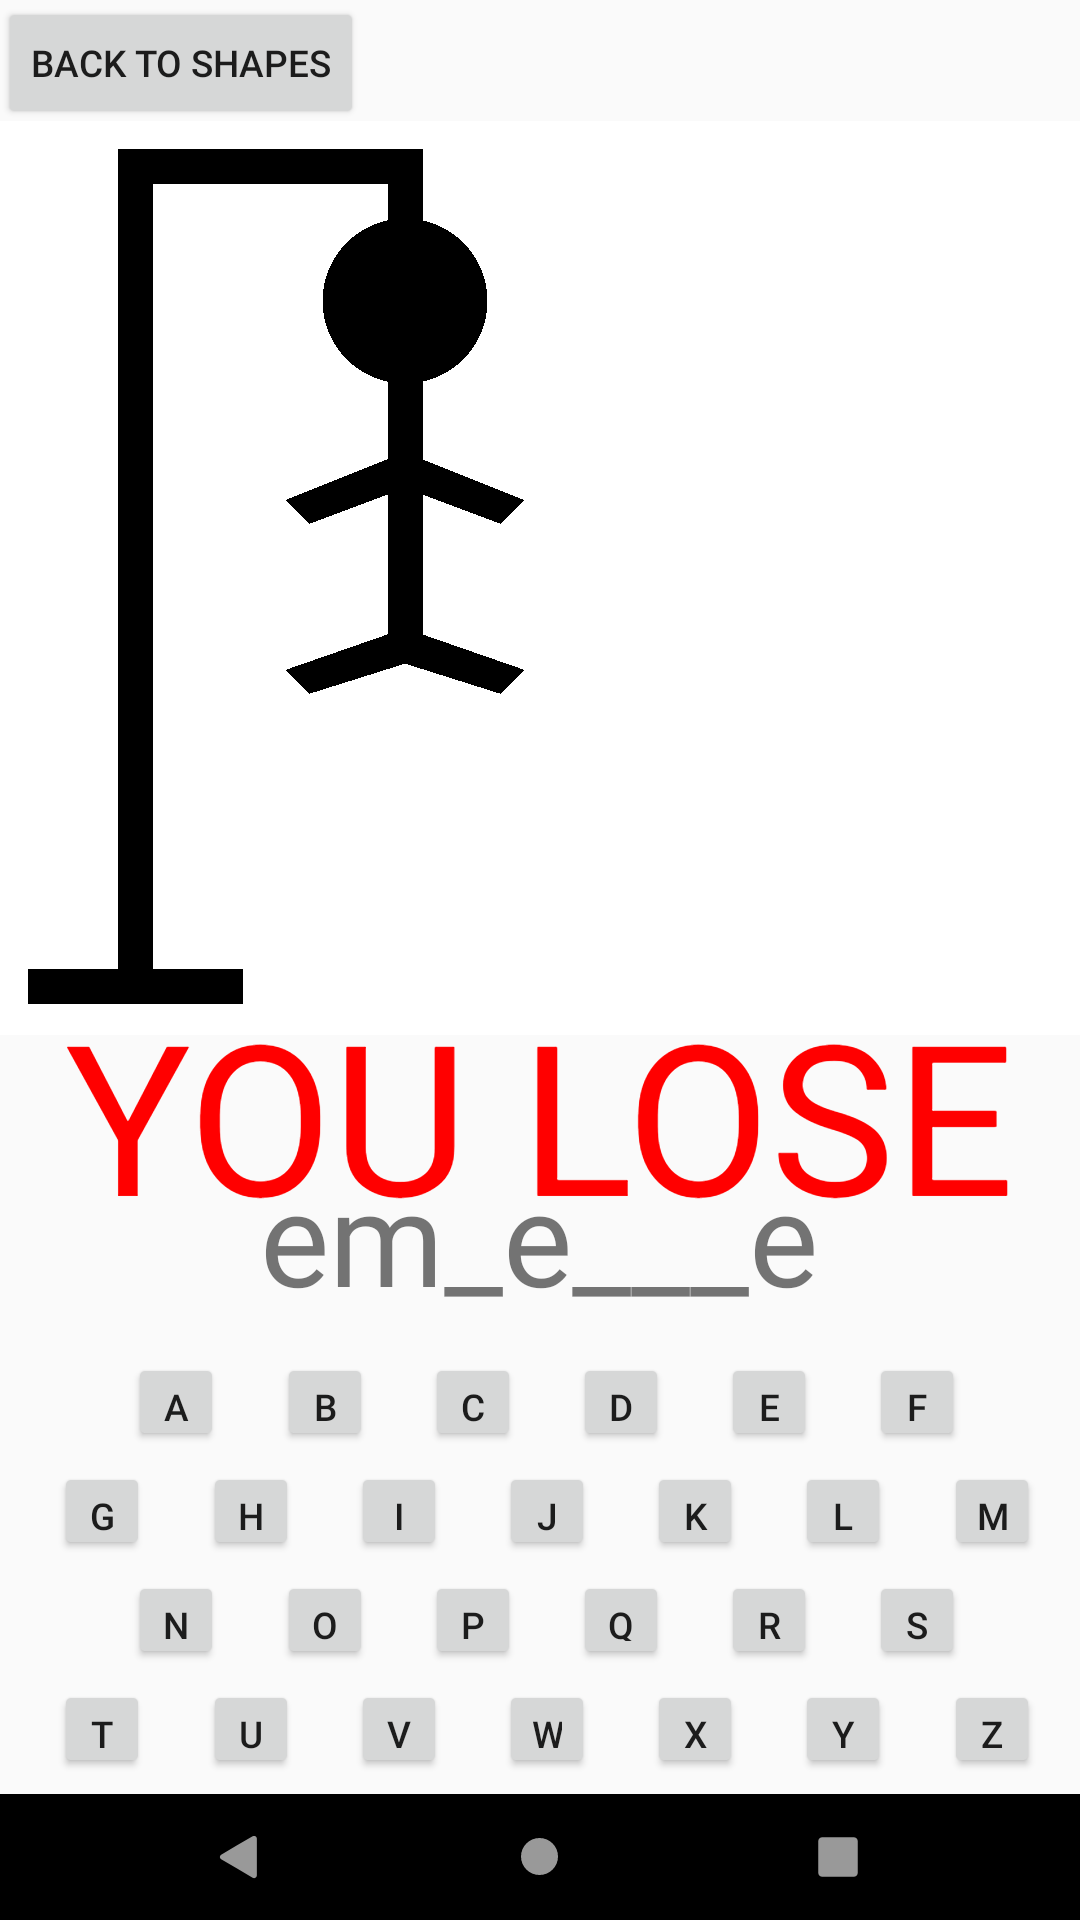 BACK TO SHAPES
YOU LOSE
em_e___e
A B C D E F
G H I J K L M
N O P Q R S
T U V W X Y Z